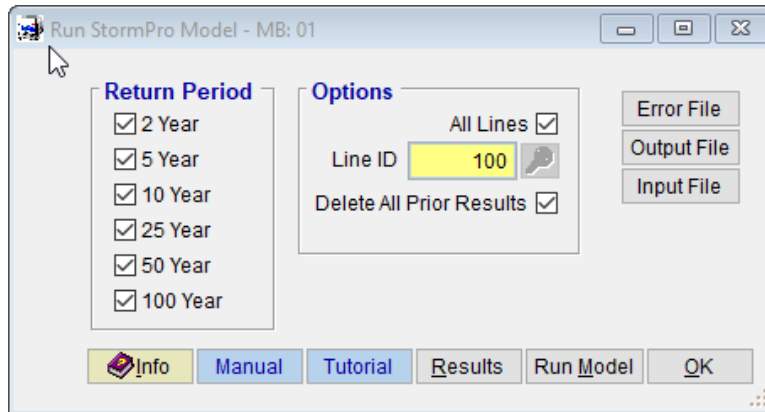 Run StormPro Model - MB: 01
Return Period
2 Year
5 Year
10 Year
25 Year
50 Year
100 Year
Options
All Lines
Line ID 100
Delete All Prior Results
Error File
Output File
Input File
Info Manual Tutorial Results Run Model OK